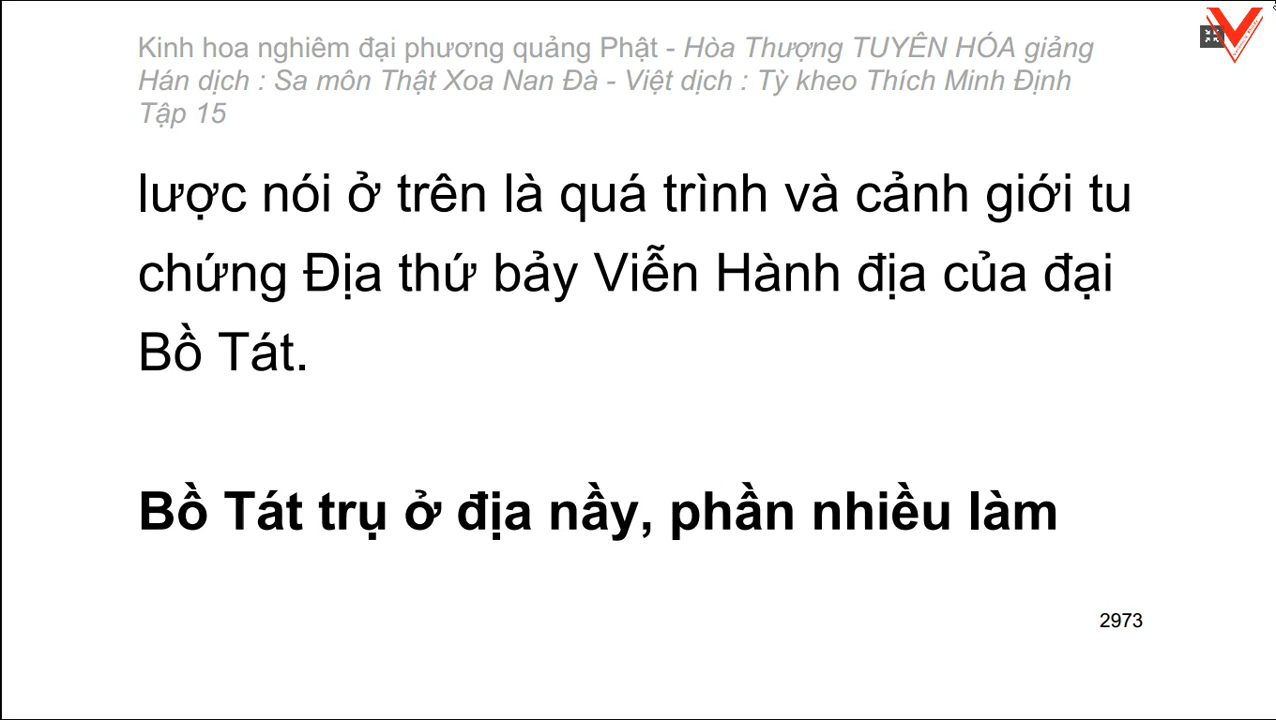 Kinh hoa nghiêm đại phương quảng Phật - Hòa Thượng TUYÊN HÓA giảng
Hán dịch : Sa môn Thật Xoa Nan Đà - Việt dịch : Tỳ kheo Thích Minh Định
Tập 15
lược nói ở trên là quá trình và cảnh giới tu
chứng Địa thứ bảy Viễn Hành địa của đại
Bồ Tát.
Bồ Tát trụ ở địa nầy, phần nhiều làm
2973